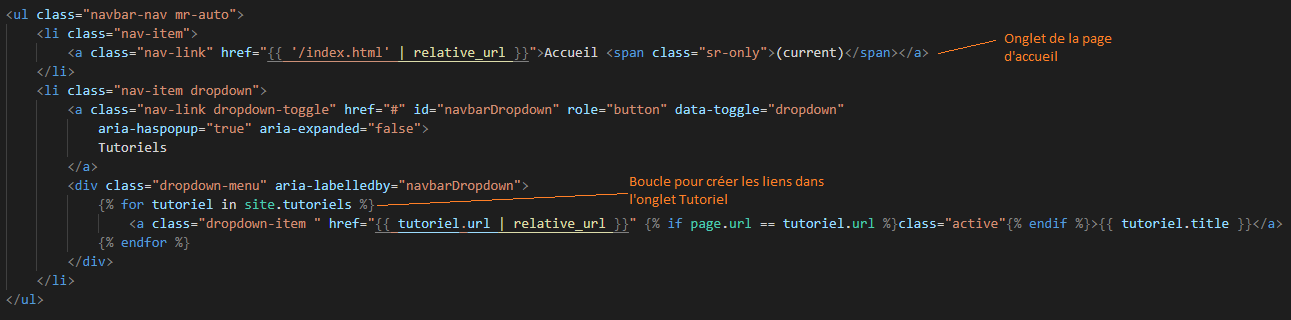 <ul class="navbar-nav mr-auto">
<li class="nav-item">
<a class="nav-link" href="{{ '/index.html' | relative_url }}">Accueil <span class="sr-only">(current)</span></a>
Onglet de la page
d'accueil
</li>
<li class="nav-item dropdown">
<a class="nav-link dropdown-toggle" href="#" id="navbarDropdown" role="button" data-toggle="dropdown"
aria-haspopup="true" aria-expanded="false">
Tutoriels
</a>
<div class="dropdown-menu" aria-labelledby="navbarDropdown">
Boucle pour créer les liens dans
l'onglet Tutoriel
{% for tutoriel in site.tutoriels %}
<a class="dropdown-item " href="{{ tutoriel.url | relative_url }}" {% if page.url == tutoriel.url %}class="active"{% endif %}>{{ tutoriel.title }}</a>
{% endfor %}
</div>
</li>
</ul>